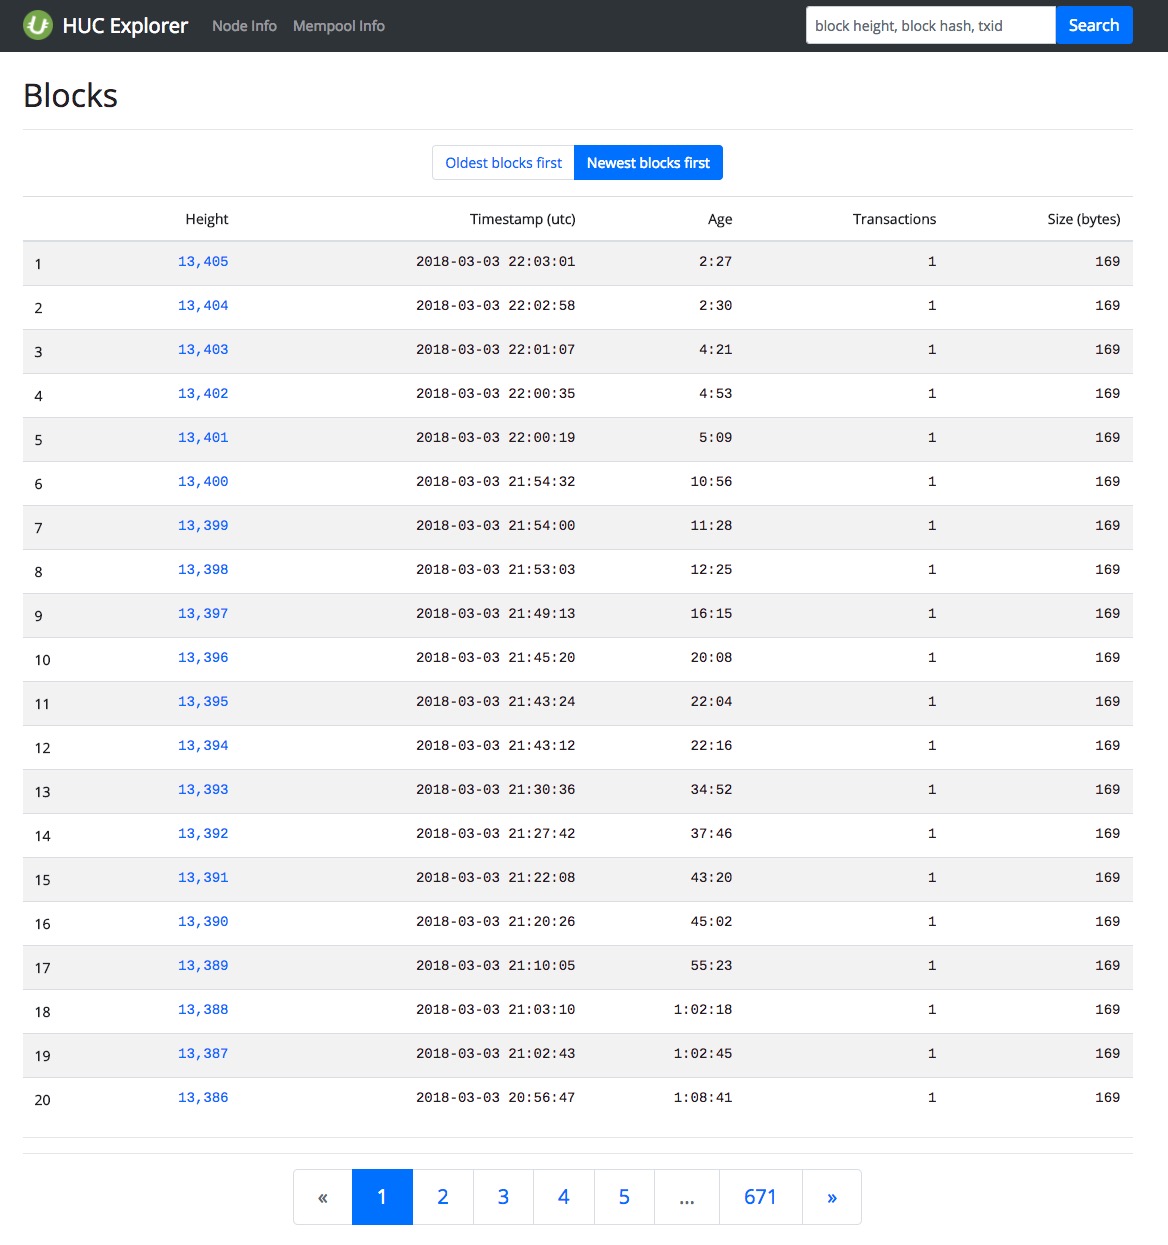 HUC Explorer Node Info Mempool Info block height, block hash, txid Search
Blocks
Oldest blocks first Newest blocks first
Height Timestamp (utc) Age Transactions Size (bytes)
1 13,405 2018-03-03 22:03:01 2:27 1 169
2 13,404 2018-03-03 22:02:58 2:30 1 169
3 13,403 2018-03-03 22:01:07 4:21 1 169
4 13,402 2018-03-03 22:00:35 4:53 1 169
5 13,401 2018-03-03 22:00:19 5:09 1 169
6 13,400 2018-03-03 21:54:32 10:56 1 169
7 13,399 2018-03-03 21:54:00 11:28 1 169
8 13,398 2018-03-03 21:53:03 12:25 1 169
9 13,397 2018-03-03 21:49:13 16:15 1 169
10 13,396 2018-03-03 21:45:20 20:08 1 169
11 13,395 2018-03-03 21:43:24 22:04 1 169
12 13,394 2018-03-03 21:43:12 22:16 1 169
13 13,393 2018-03-03 21:30:36 34:52 1 169
14 13,392 2018-03-03 21:27:42 37:46 1 169
15 13,391 2018-03-03 21:22:08 43:20 1 169
16 13,390 2018-03-03 21:20:26 45:02 1 169
17 13,389 2018-03-03 21:10:05 55:23 1 169
18 13,388 2018-03-03 21:03:10 1:02:18 1 169
19 13,387 2018-03-03 21:02:43 1:02:45 1 169
20 13,386 2018-03-03 20:56:47 1:08:41 1 169
« 1 2 3 4 5 ... 671 »